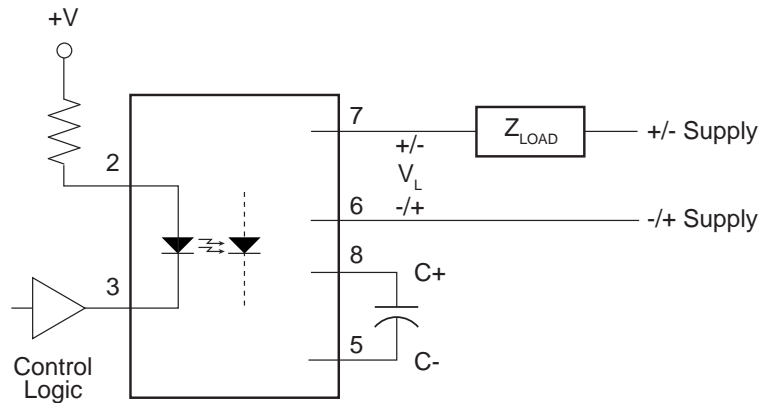 +V
2
3
Control
Logic
7
+/-
V_L
-/+
6
8
C+
5
C-
Z_LOAD
+/- Supply
-/+ Supply